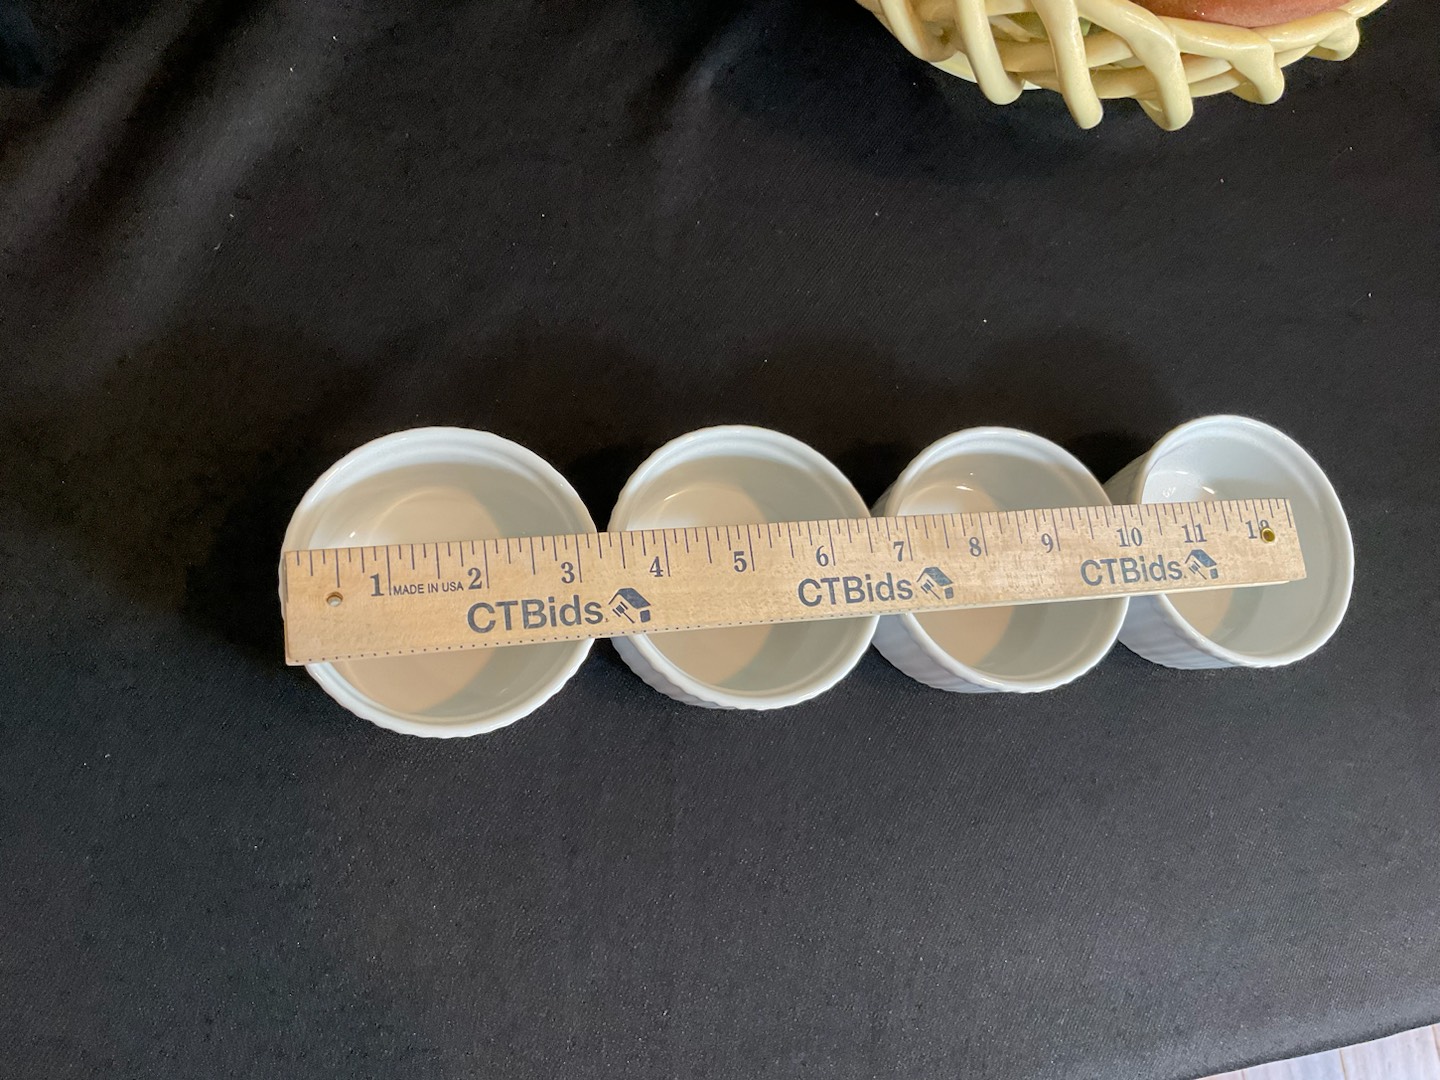 1 2 3 4 5 6 7 8 9 10 11 12
MADE IN USA
CTBids. CTBids. CTBids.